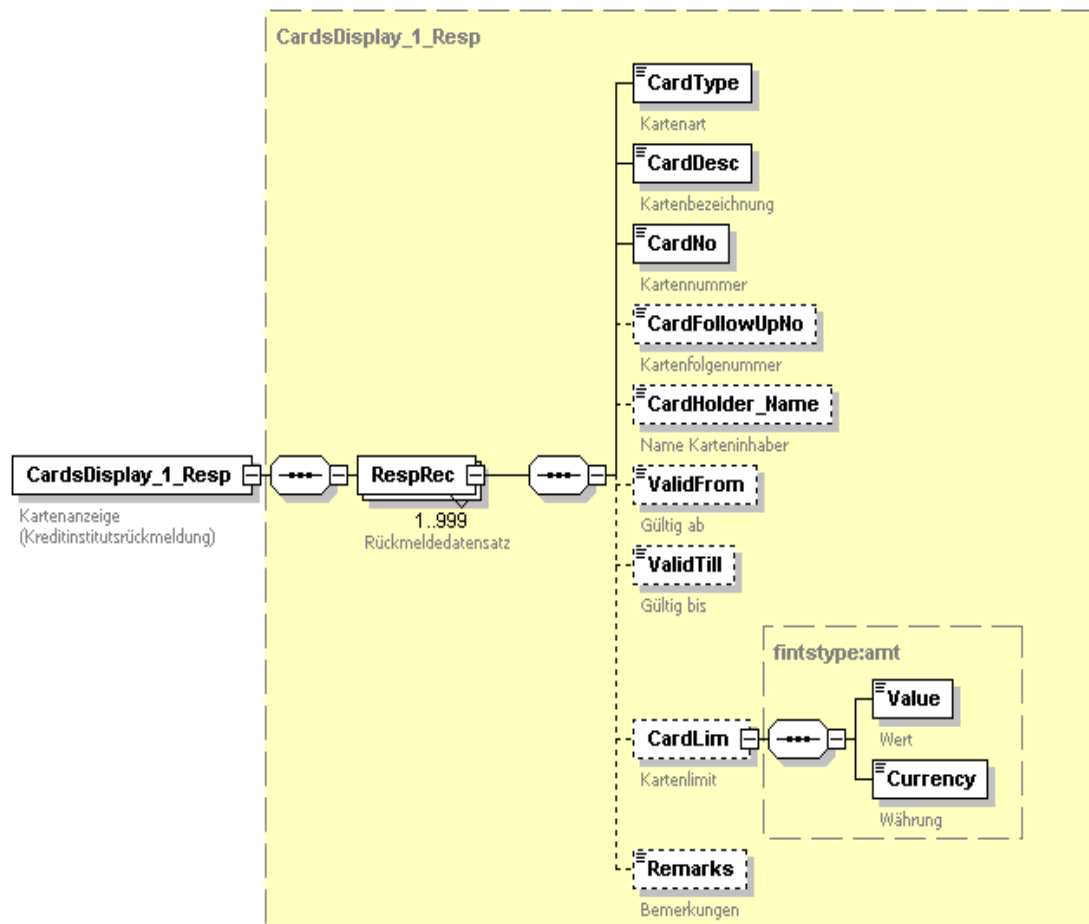 CardsDisplay_1_Resp
CardType
Kartenart
CardDesc
Kartenbezeichnung
CardNo
Kartennummer
CardFollowUpNo
Kartenfolgenummer
CardHolder_Name
Name Karteninhaber
CardsDisplay_1_Resp
Kartenanzeige
(Kreditinstitutsrückmeldung)
RespRec
1..999
Rückmeldedatensatz
ValidFrom
Gültig ab
ValidTill
Gültig bis
fintstype:amt
Value
Wert
CardLim
Kartenlimit
Currency
Währung
Remarks
Bemerkungen